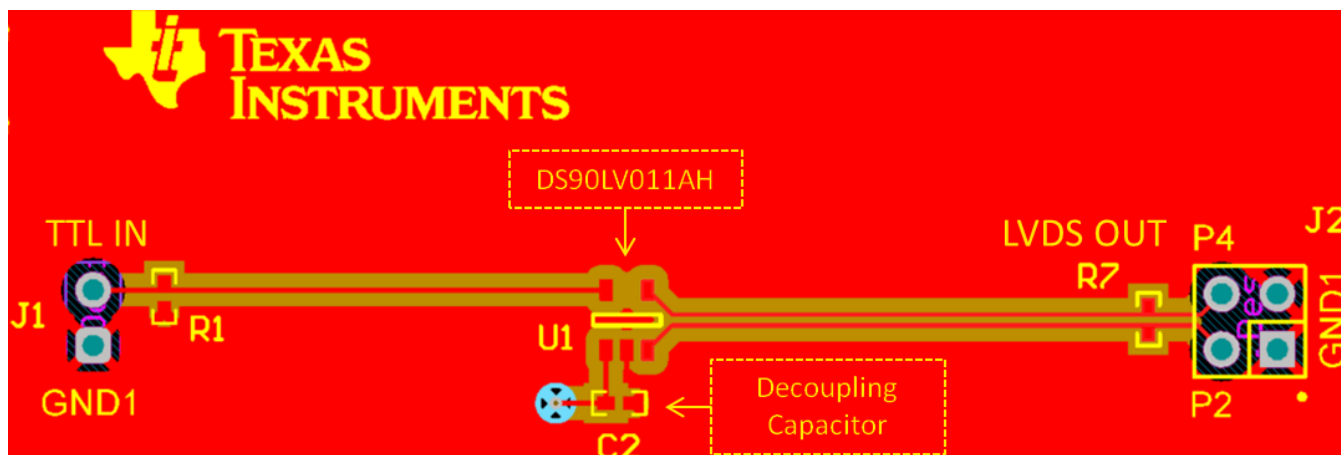 TEXAS
INSTRUMENTS
DS90LV011AH
TTL IN
LVDS OUT
P4
J2
R7
J1
R1
U1
GND1
GND1
Decoupling
Capacitor
P2
C2